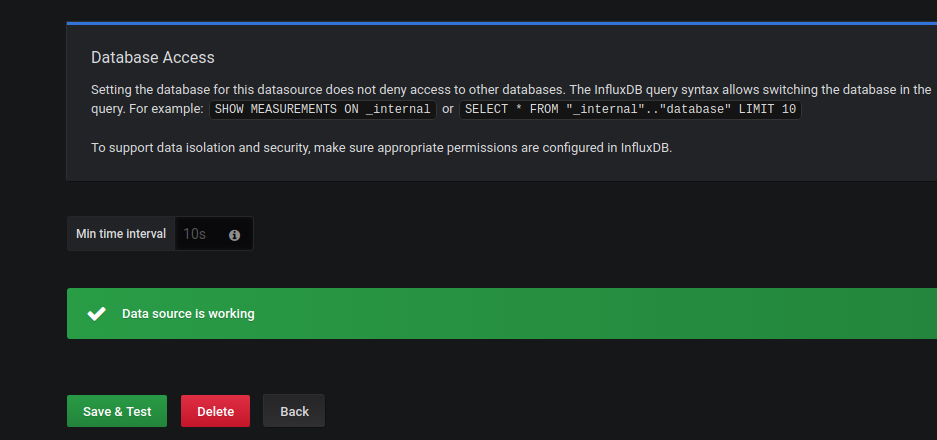 Database Access
Setting the database for this datasource does not deny access to other databases. The InfluxDB query syntax allows switching the database in the
query. For example: SHOW MEASUREMENTS ON _internal or SELECT * FROM "_internal".."database" LIMIT 10
To support data isolation and security, make sure appropriate permissions are configured in InfluxDB.
Min time interval 10s
Data source is working
Save & Test Delete Back